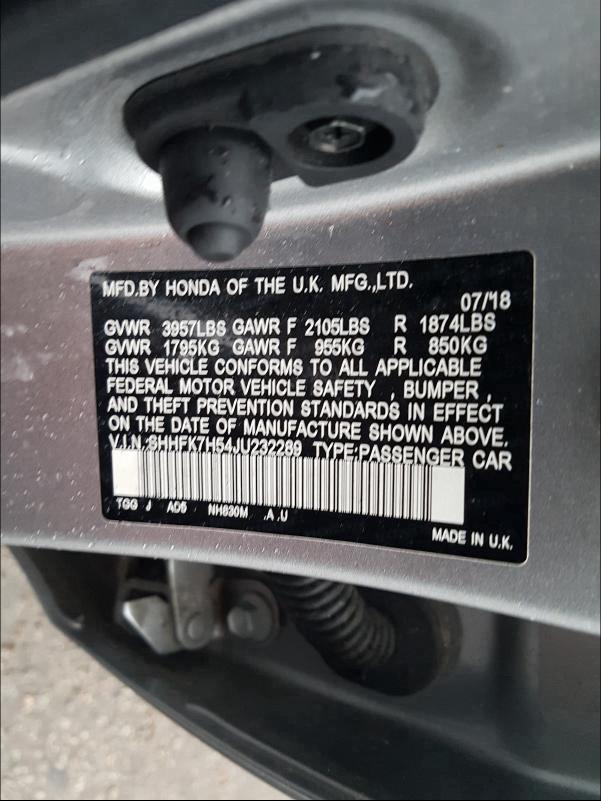 MFD.BY HONDA OF THE U.K. MFG.,LTD.
07/'18
GVWR 3957LBS GAWR F 2105LBS R 1874LBS
GVWR 1795KG GAWR F 955KG R 850KG
THIS VEHICLE CONFORMS TO ALL APPLICABLE
FEDERAL MOTOR VEHICLE SAFETY , BUMPER ,
AND THEFT PREVENTION STANDARDS IN EFFECT
ON THE DATE OF MANUFACTURE SHOWN ABOVE.
V.I.N:SHHFK7H54JU232289 TYPE:PASSENGER CAR
TGG J AD5 NH830M .A .U
MADE IN U.K.